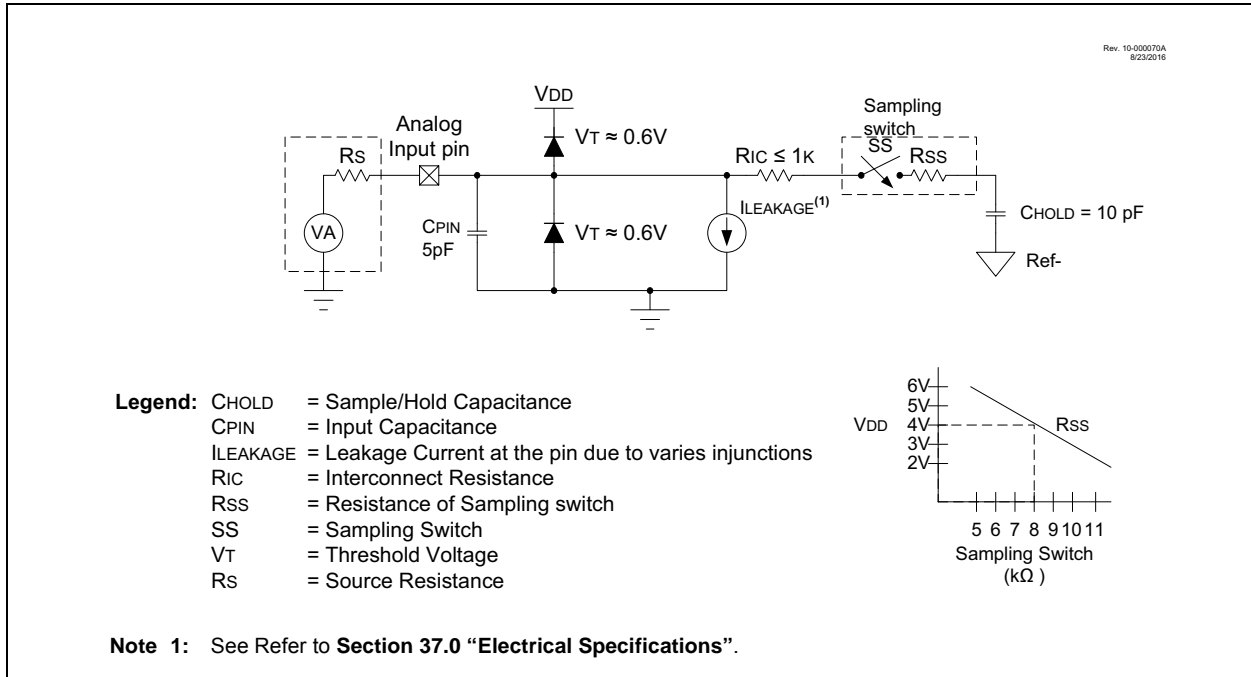 Rev. 10-000070A
8/23/2016
VDD
Sampling
switch
Analog
Input pin
VT ≈ 0.6V
RS
RIC ≤ 1K
SS
RSS
ILEAKAGE(1)
VA
CPIN
5pF
VT ≈ 0.6V
CHOLD = 10 pF
Ref-
Legend: CHOLD = Sample/Hold Capacitance
CPIN = Input Capacitance
ILEAKAGE = Leakage Current at the pin due to varies injunctions
RIC = Interconnect Resistance
RSS = Resistance of Sampling switch
SS = Sampling Switch
VT = Threshold Voltage
RS = Source Resistance
6V
5V
VDD 4V RSS
3V
2V
5 6 7 8 9 10 11
Sampling Switch
(kΩ )
Note 1: See Refer to Section 37.0 “Electrical Specifications”.